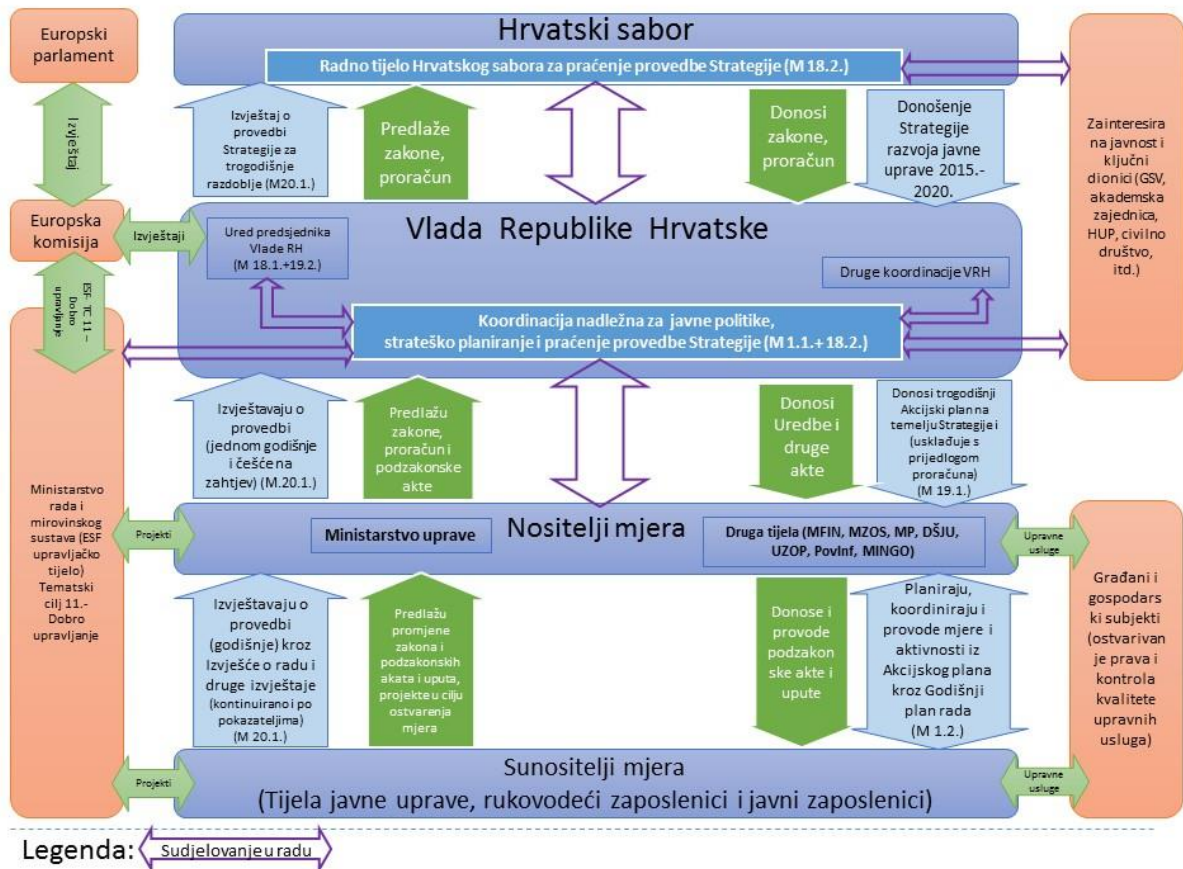 Europski
parlament
Izvještaj
Europska
komisija
Izvještaji
ESF- TC 11 –
Dobro
upravljanje
Ministarstvo
rada i
mirovinskog
sustava (ESF
upravljačko
tijelo)
Tematski
cilj 11.-
Dobro
upravljanje
Hrvatski sabor
Radno tijelo Hrvatskog sabora za praćenje provedbe Strategije (M 18.2.)
Izvještaj o
provedbi
Strategije za
trogodišnje
razdoblje (M20.1.)
Predlaže
zakone,
proračun
Donosi
zakone,
proračun
Donošenje
Strategije
razvoja javne
uprave 2015.-
2020.
Zainteresira
na javnost i
ključni
dionici (GSV,
akademska
zajednica,
HUP, civilno
društvo,
itd.)
Vlada Republike Hrvatske
Ured predsjednika
Vlade RH
(M 18.1.+19.2.)
Druge koordinacije VRH
Koordinacija nadležna za javne politike,
strateško planiranje i praćenje provedbe Strategije (M 1.1.+ 18.2.)
Izvještavaju o
provedbi
(jednom godišnje
i češće na
zahtjev) (M.20.1.)
Predlažu
zakone,
proračun i
podzakonske
akte
Donosi
Uredbe i
druge
akte
Donosi trogodišnji
Akcijski plan na
temelju Strategije i
(usklađuje s
prijedlogom
proračuna)
(M 19.1.)
Projekti
Nositelji mjera
Ministarstvo uprave
Druga tijela (MFIN, MZOS, MP, DŠJU,
UZOP, PovInf, MINGO)
Upravne
usluge
Izvještavaju o
provedbi
(godišnje) kroz
Izvješće o radu i
druge izvještaje
(kontinuirano i po
pokazateljima)
(M 20.1.)
Predlažu
promjene
zakona i
podzakonskih
akata i uputa,
projekte u cilju
ostvarenja
mjera
Donose i
provode
podzakon
ske akte i
upute
Planiraju,
koordiniraju i
provode mjere i
aktivnosti iz
Akcijskog plana
kroz Godišnji
plan rada
(M 1.2.)
Građani i
gospodars
ki subjekti
(ostvarivan
je prava i
kontrola
kvalitete
upravnih
usluga)
Projekti
Sunositelji mjera
(Tijela javne uprave, rukovodeći zaposlenici i javni zaposlenici)
Upravne
usluge
Legenda: Sudjelovanje u radu